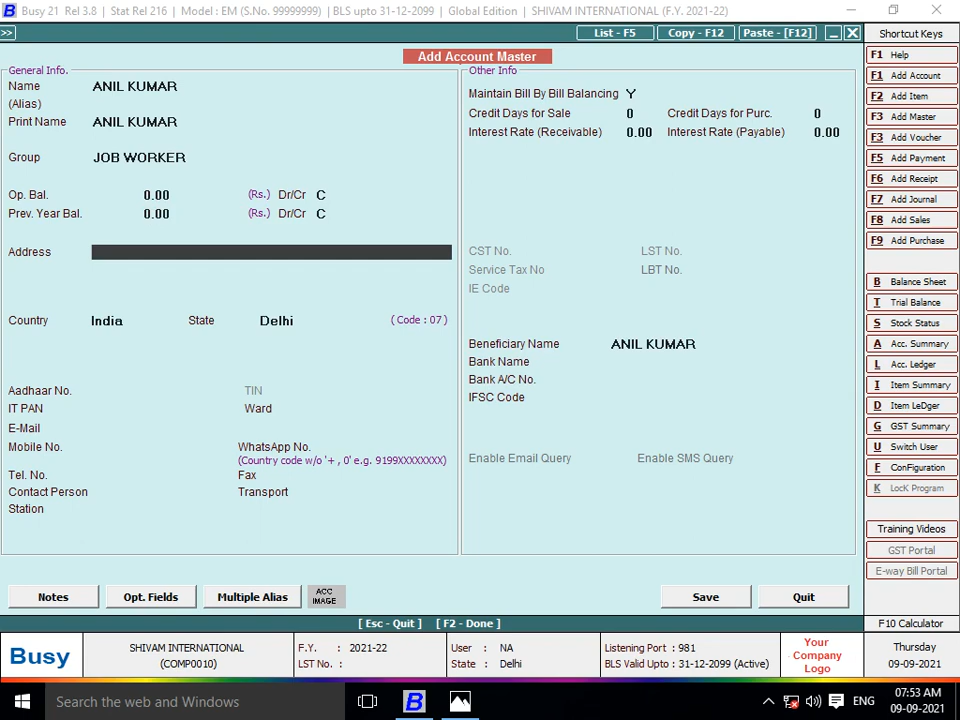 Busy 21 Rel 3.8 | Stat Rel 216 | Model : EM (S.No. 99999999) | BLS upto 31-12-2099 | Global Edition | SHIVAM INTERNATIONAL (F.Y. 2021-22)
>> List - F5 Copy - F12 Paste - [F12]
Add Account Master
General Info.
Name ANIL KUMAR
(Alias)
Print Name ANIL KUMAR
Group JOB WORKER
Op. Bal. 0.00 (Rs.) Dr/Cr C
Prev. Year Bal. 0.00 (Rs.) Dr/Cr C
Address
Country India State Delhi ( Code : 07 )
Aadhaar No. TIN
IT PAN Ward
E-Mail
Mobile No. WhatsApp No.
(Country code w/o '+ , 0' e.g. 9199XXXXXXXX)
Tel. No. Fax
Contact Person Transport
Station
Other Info
Maintain Bill By Bill Balancing Y
Credit Days for Sale 0 Credit Days for Purc. 0
Interest Rate (Receivable) 0.00 Interest Rate (Payable) 0.00
CST No. LST No.
Service Tax No LBT No.
IE Code
Beneficiary Name ANIL KUMAR
Bank Name
Bank A/C No.
IFSC Code
Enable Email Query Enable SMS Query
Notes Opt. Fields Multiple Alias ACC IMAGE Save Quit
[ Esc - Quit ] [ F2 - Done ]
Shortcut Keys
F1 Help
F1 Add Account
F2 Add Item
F3 Add Master
F3 Add Voucher
F5 Add Payment
F6 Add Receipt
F7 Add Journal
F8 Add Sales
F9 Add Purchase
B Balance Sheet
T Trial Balance
S Stock Status
A Acc. Summary
L Acc. Ledger
I Item Summary
D Item LeDger
G GST Summary
U Switch User
F ConFiguration
K LocK Program
Training Videos
GST Portal
E-way Bill Portal
F10 Calculator
Busy
SHIVAM INTERNATIONAL
(COMP0010)
F.Y. : 2021-22
LST No. :
User : NA
State : Delhi
Listening Port : 981
BLS Valid Upto : 31-12-2099 (Active)
Your
Company
Logo
Thursday
09-09-2021
Search the web and Windows
B
ENG
07:53 AM
09-09-2021